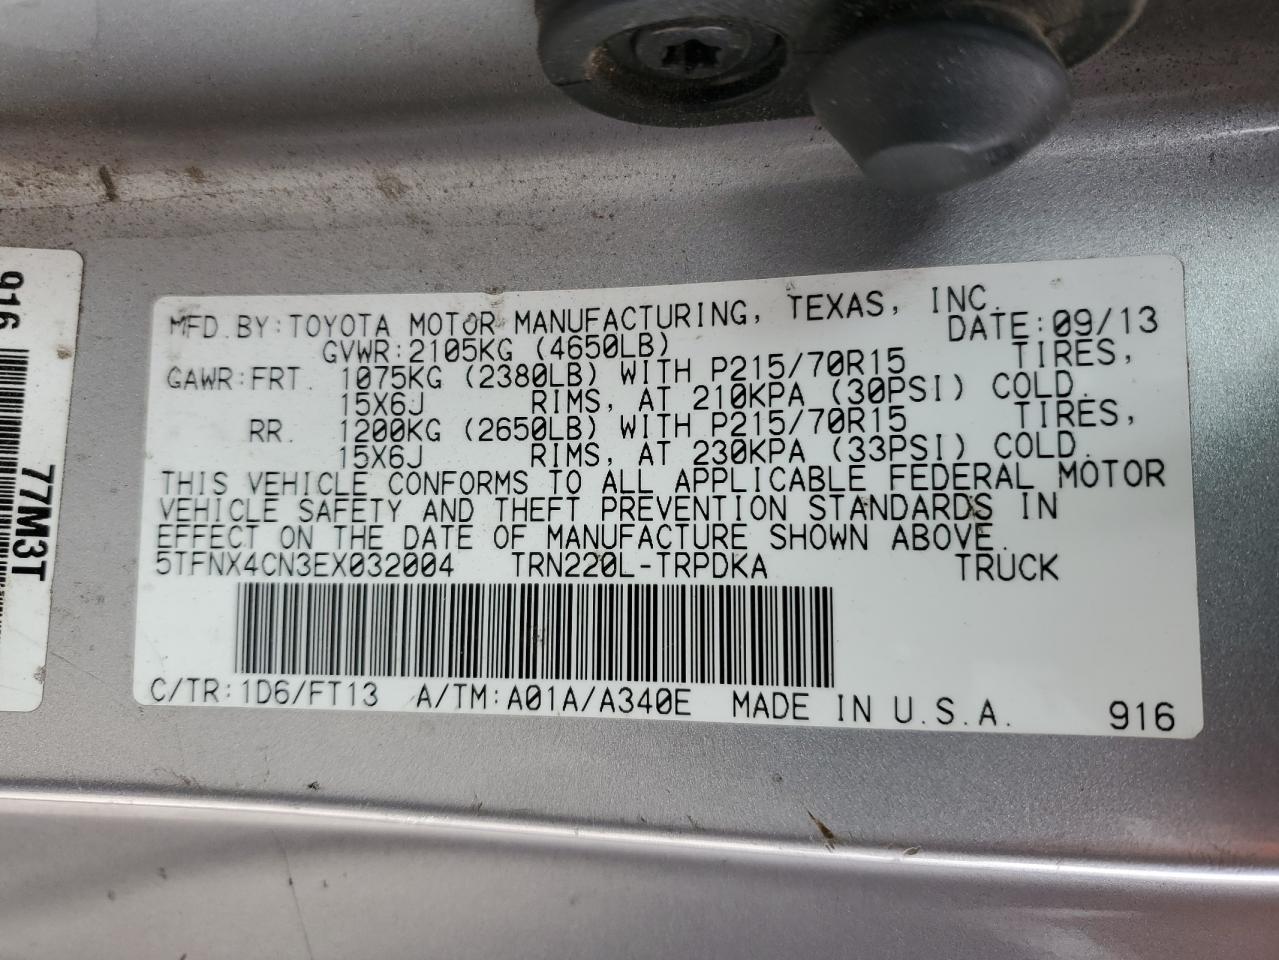 MFD.BY:TOYOTA MOTOR MANUFACTURING, TEXAS, INC.
GVWR:2105KG (4650LB) DATE:09/13
GAWR:FRT. 1075KG (2380LB) WITH P215/70R15 TIRES,
15X6J RIMS, AT 210KPA (30PSI) COLD.
RR. 1200KG (2650LB) WITH P215/70R15 TIRES,
15X6J RIMS, AT 230KPA (33PSI) COLD.
THIS VEHICLE CONFORMS TO ALL APPLICABLE FEDERAL MOTOR
VEHICLE SAFETY AND THEFT PREVENTION STANDARDS IN
EFFECT ON THE DATE OF MANUFACTURE SHOWN ABOVE.
5TFNX4CN3EX032004 TRN220L-TRPDKA TRUCK
C/TR:1D6/FT13 A/TM:A01A/A340E MADE IN U.S.A. 916
916
77M3T